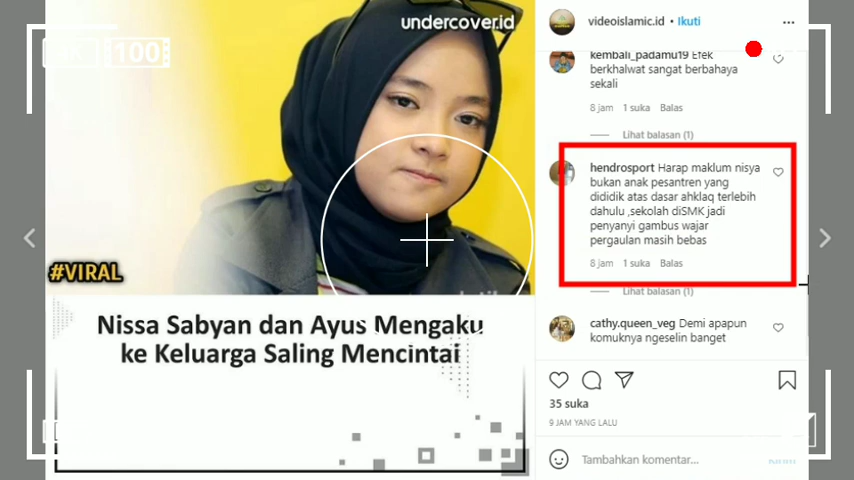 100
undercover.id
#VIRAL
Nissa Sabyan dan Ayus Mengaku
ke Keluarga Saling Mencintai
videoislamic.id • Ikuti
kembali_padamu19 Efek
berkhalwat sangat berbahaya
sekali
8 jam 1 suka Balas
Lihat balasan (1)
hendrosport Harap maklum nisya
bukan anak pesantren yang
dididik atas dasar ahklaq terlebih
dahulu ,sekolah diSMK jadi
penyanyi gambus wajar
pergaulan masih bebas
8 jam 1 suka Balas
Lihat balasan (1)
cathy.queen_veg Demi apapun
komuknya ngeselin banget
35 suka
9 JAM YANG LALU
Tambahkan komentar...